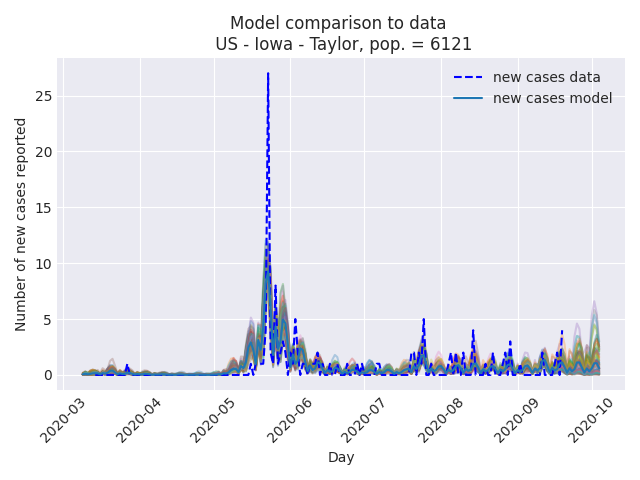 Model comparison to data
US - Iowa - Taylor, pop. = 6121
new cases data
new cases model
Number of new cases reported
25
20
15
10
5
0
2020-03
2020-04
2020-05
2020-06
2020-07
2020-08
2020-09
2020-10
Day